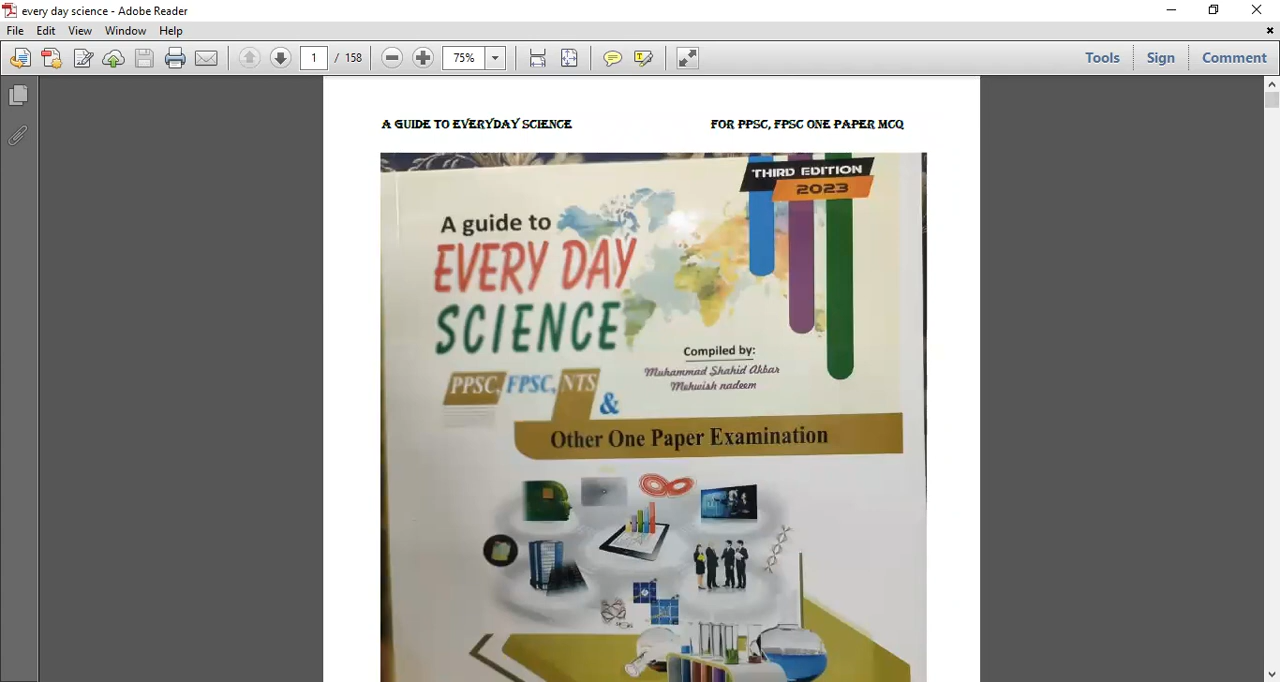 every day science - Adobe Reader
File Edit View Window Help
1 / 158 75%
Tools Sign Comment
A GUIDE TO EVERYDAY SCIENCE FOR PPSC, FPSC ONE PAPER MCQ
THIRD EDITION
2023
A guide to
EVERY DAY
SCIENCE
Compiled by:
Muhammad Shahid Akbar
Mehwish nadeem
PPSC, FPSC, NTS
&
Other One Paper Examination